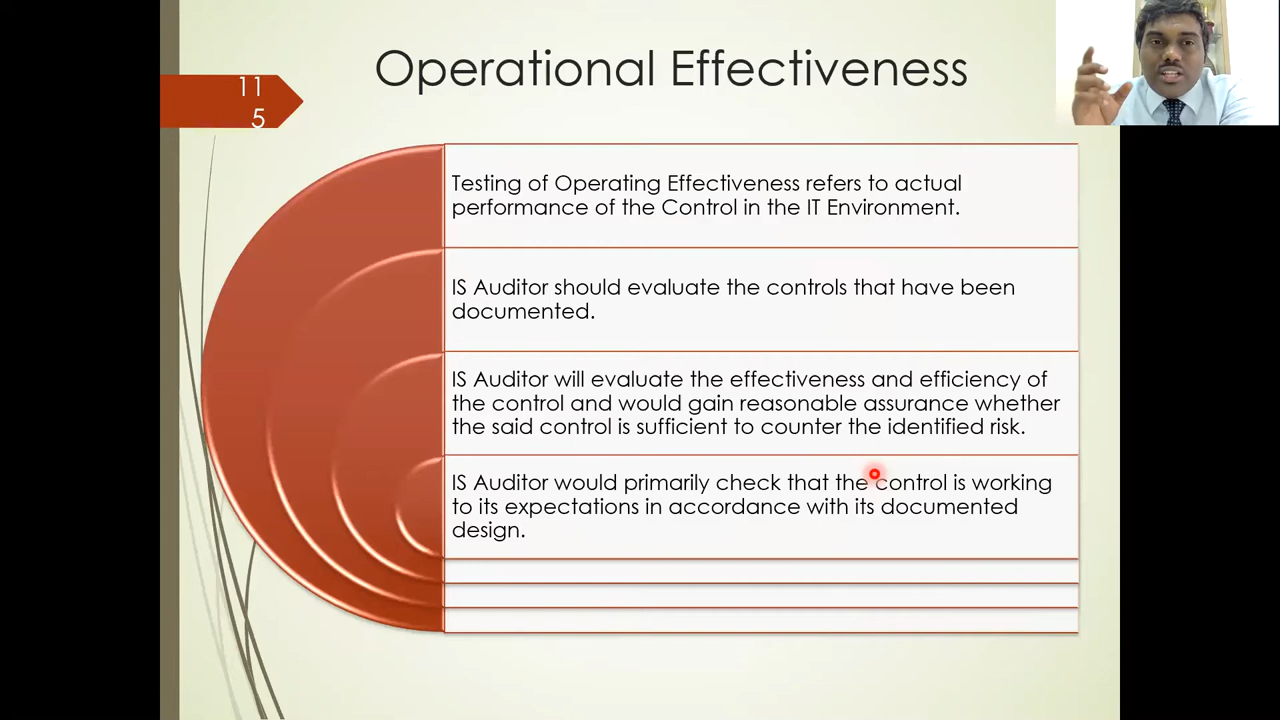 Operational Effectiveness
11
5
Testing of Operating Effectiveness refers to actual
performance of the Control in the IT Environment.
IS Auditor should evaluate the controls that have been
documented.
IS Auditor will evaluate the effectiveness and efficiency of
the control and would gain reasonable assurance whether
the said control is sufficient to counter the identified risk.
IS Auditor would primarily check that the control is working
to its expectations in accordance with its documented
design.